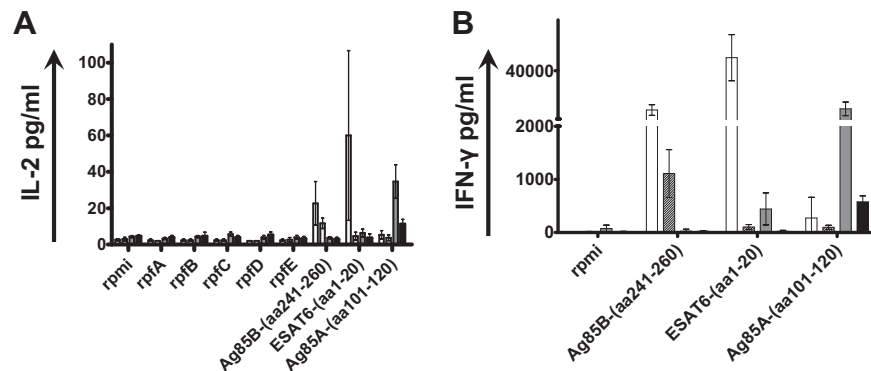 A
IL-2 pg/ml
100
80
60
40
20
0
rpmi
rpfA
rpfB
rpfC
rpfD
rpfE
Ag85B-(aa241-260)
ESAT6-(aa1-20)
Ag85A-(aa101-120)
B
IFN-γ pg/ml
40000
2000
1000
0
rpmi
Ag85B-(aa241-260)
ESAT6-(aa1-20)
Ag85A-(aa101-120)